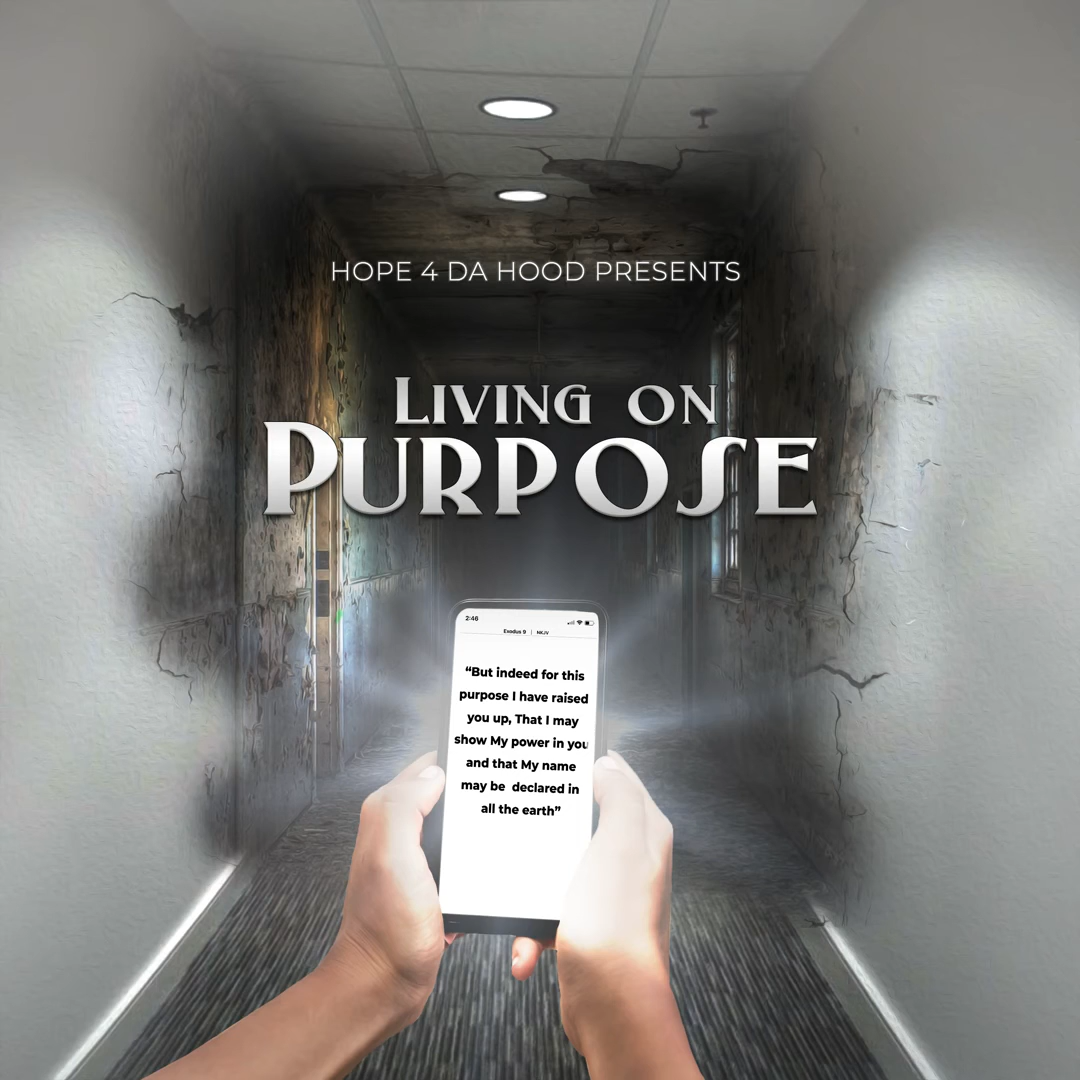 HOPE 4 DA HOOD PRESENTS
LIVING ON
PURPOSE
2:46
Exodus 9 | NKJV
“But indeed for this
purpose I have raised
you up, That I may
show My power in you
and that My name
may be declared in
all the earth”